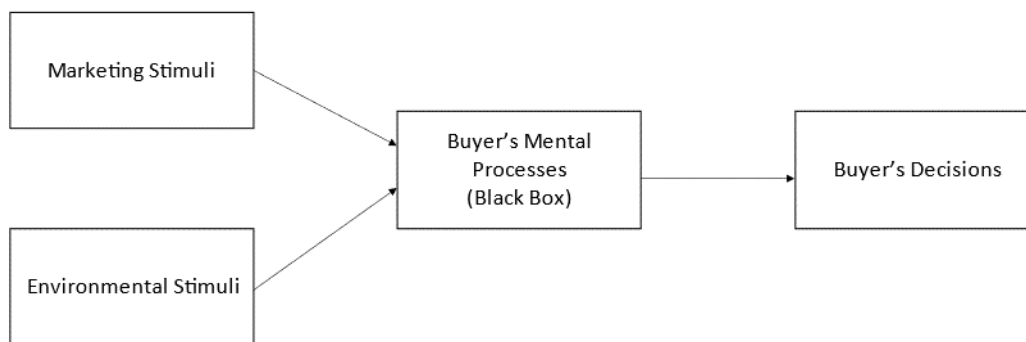 Marketing Stimuli
Buyer’s Mental
Processes
(Black Box)
Buyer’s Decisions
Environmental Stimuli